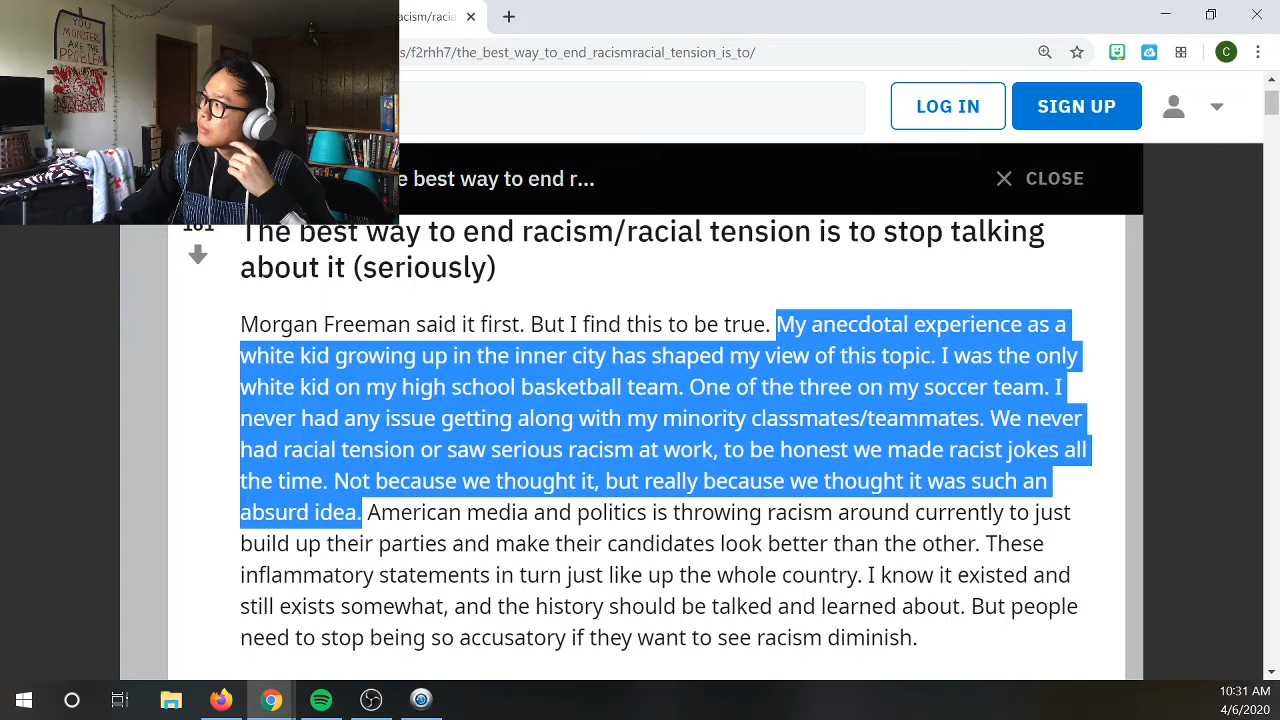 YOU
MONSTERS
ARE THE
PROBLEM
acism/racia
s/f2rhh7/the_best_way_to_end_racismracial_tension_is_to/
C
LOG IN
SIGN UP
e best way to end r...
CLOSE
161
The best way to end racism/racial tension is to stop talking
about it (seriously)
Morgan Freeman said it first. But I find this to be true. My anecdotal experience as a
white kid growing up in the inner city has shaped my view of this topic. I was the only
white kid on my high school basketball team. One of the three on my soccer team. I
never had any issue getting along with my minority classmates/teammates. We never
had racial tension or saw serious racism at work, to be honest we made racist jokes all
the time. Not because we thought it, but really because we thought it was such an
absurd idea. American media and politics is throwing racism around currently to just
build up their parties and make their candidates look better than the other. These
inflammatory statements in turn just like up the whole country. I know it existed and
still exists somewhat, and the history should be talked and learned about. But people
need to stop being so accusatory if they want to see racism diminish.
10:31 AM
4/6/2020